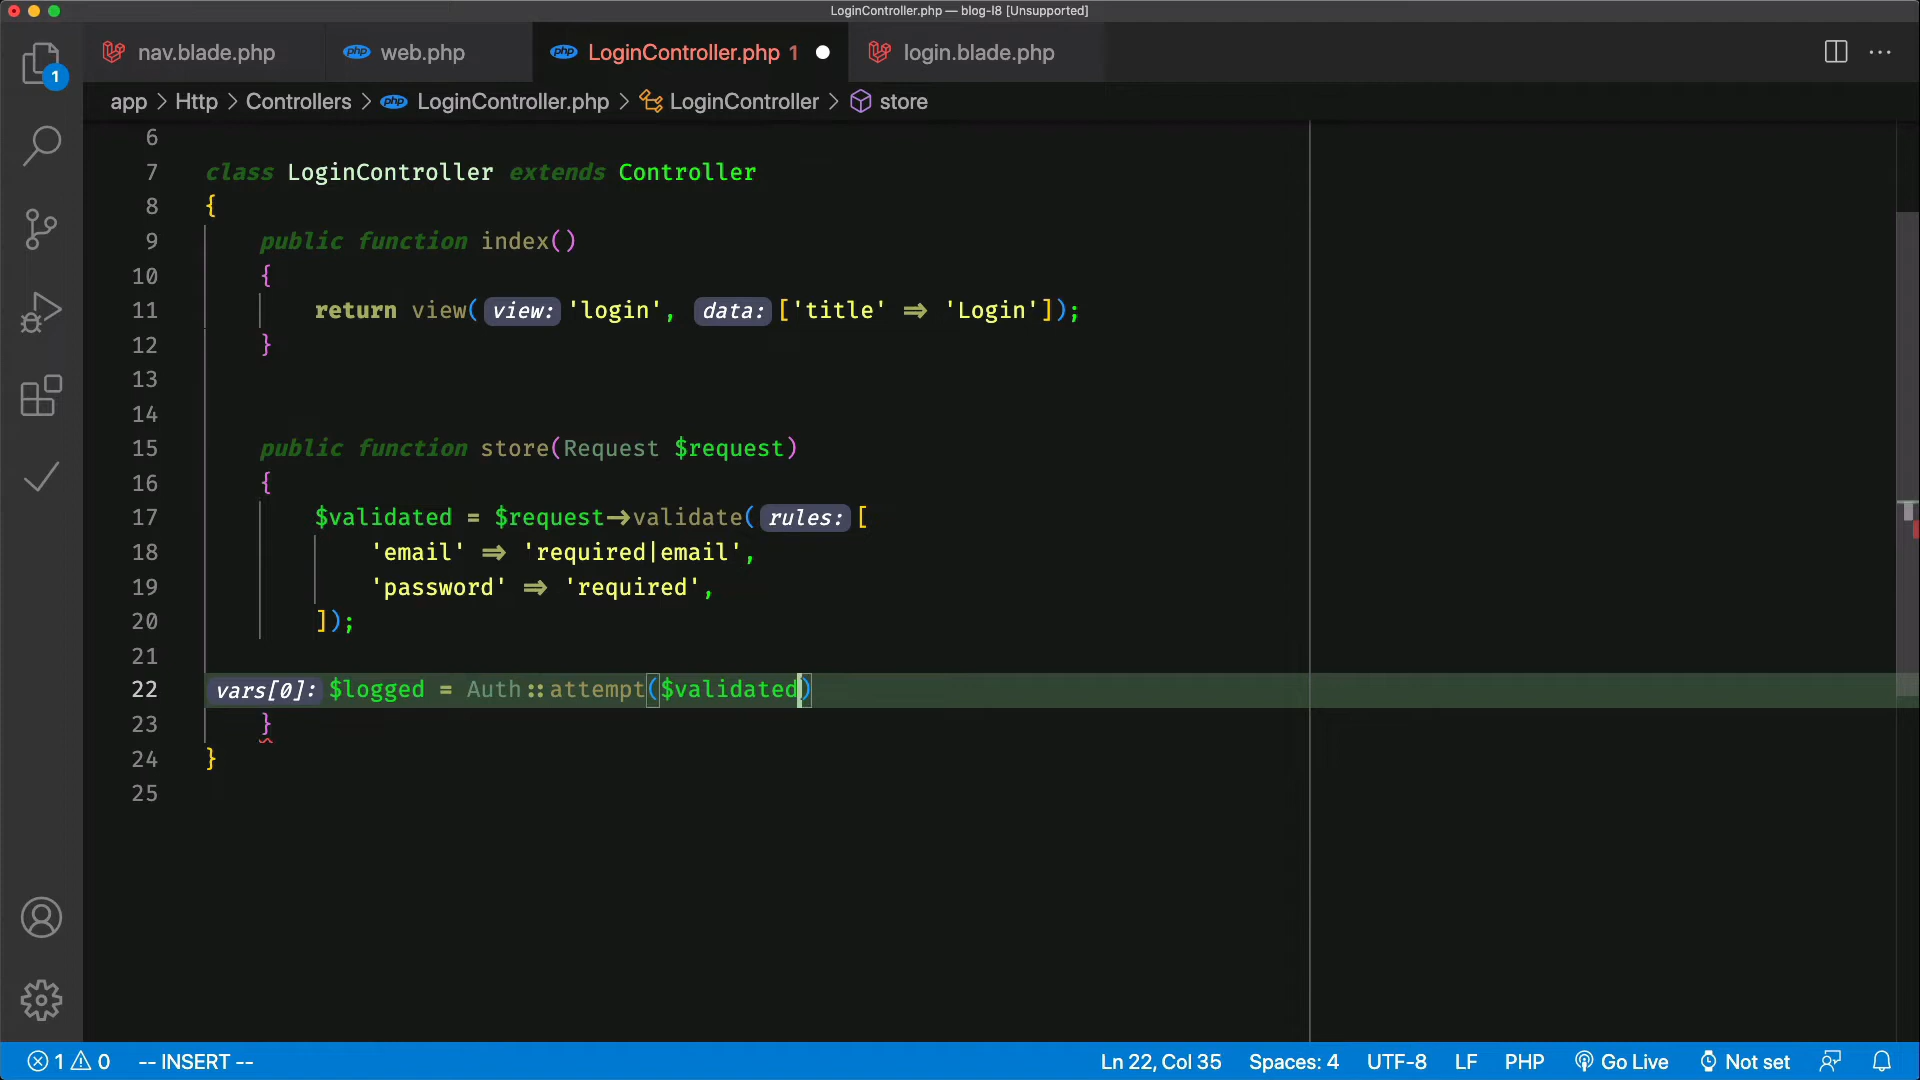 LoginController.php — blog-l8 [Unsupported]
nav.blade.php
php web.php
php LoginController.php 1
login.blade.php
1
app > Http > Controllers > php LoginController.php > LoginController > store
6
7 class LoginController extends Controller
8 {
9 public function index()
10 {
11 return view( view: 'login', data: ['title' => 'Login']);
12 }
13
14
15 public function store(Request $request)
16 {
17 $validated = $request->validate( rules: [
18 'email' => 'required|email',
19 'password' => 'required',
20 ]);
21
22 vars[0]: $logged = Auth::attempt($validated)
23 }
24 }
25
1 0 -- INSERT -- Ln 22, Col 35 Spaces: 4 UTF-8 LF PHP Go Live Not set